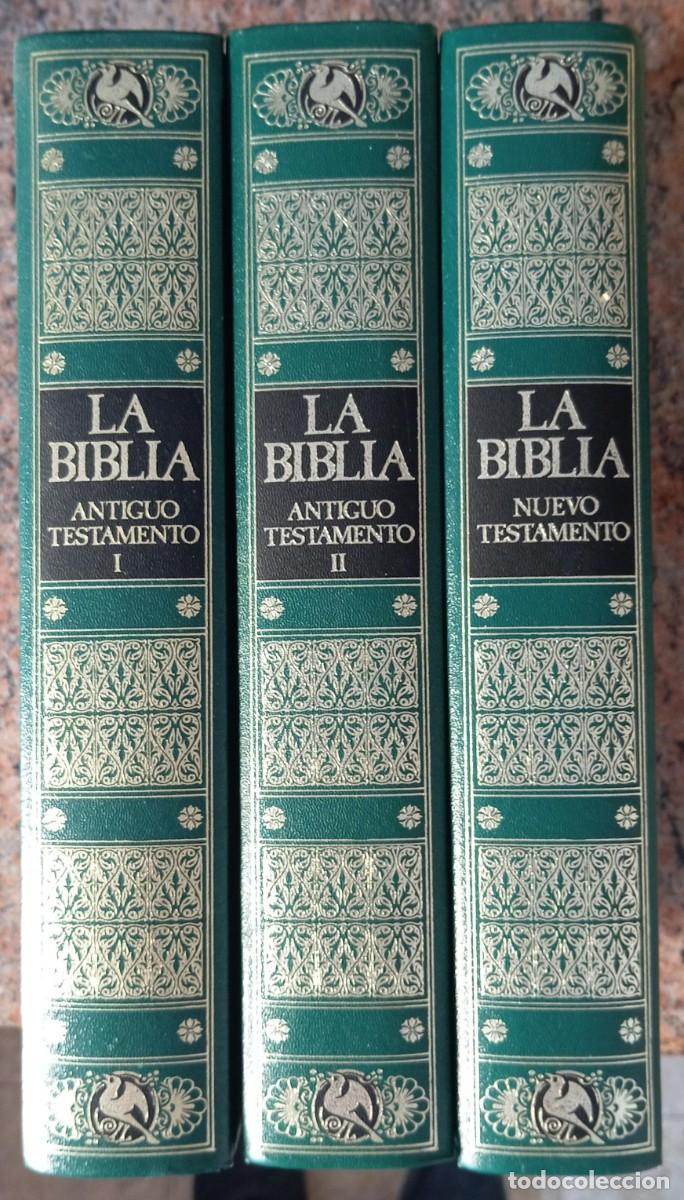 LA
BIBLIA
ANTIGUO
TESTAMENTO
I
LA
BIBLIA
ANTIGUO
TESTAMENTO
II
LA
BIBLIA
NUEVO
TESTAMENTO
todocoleccion